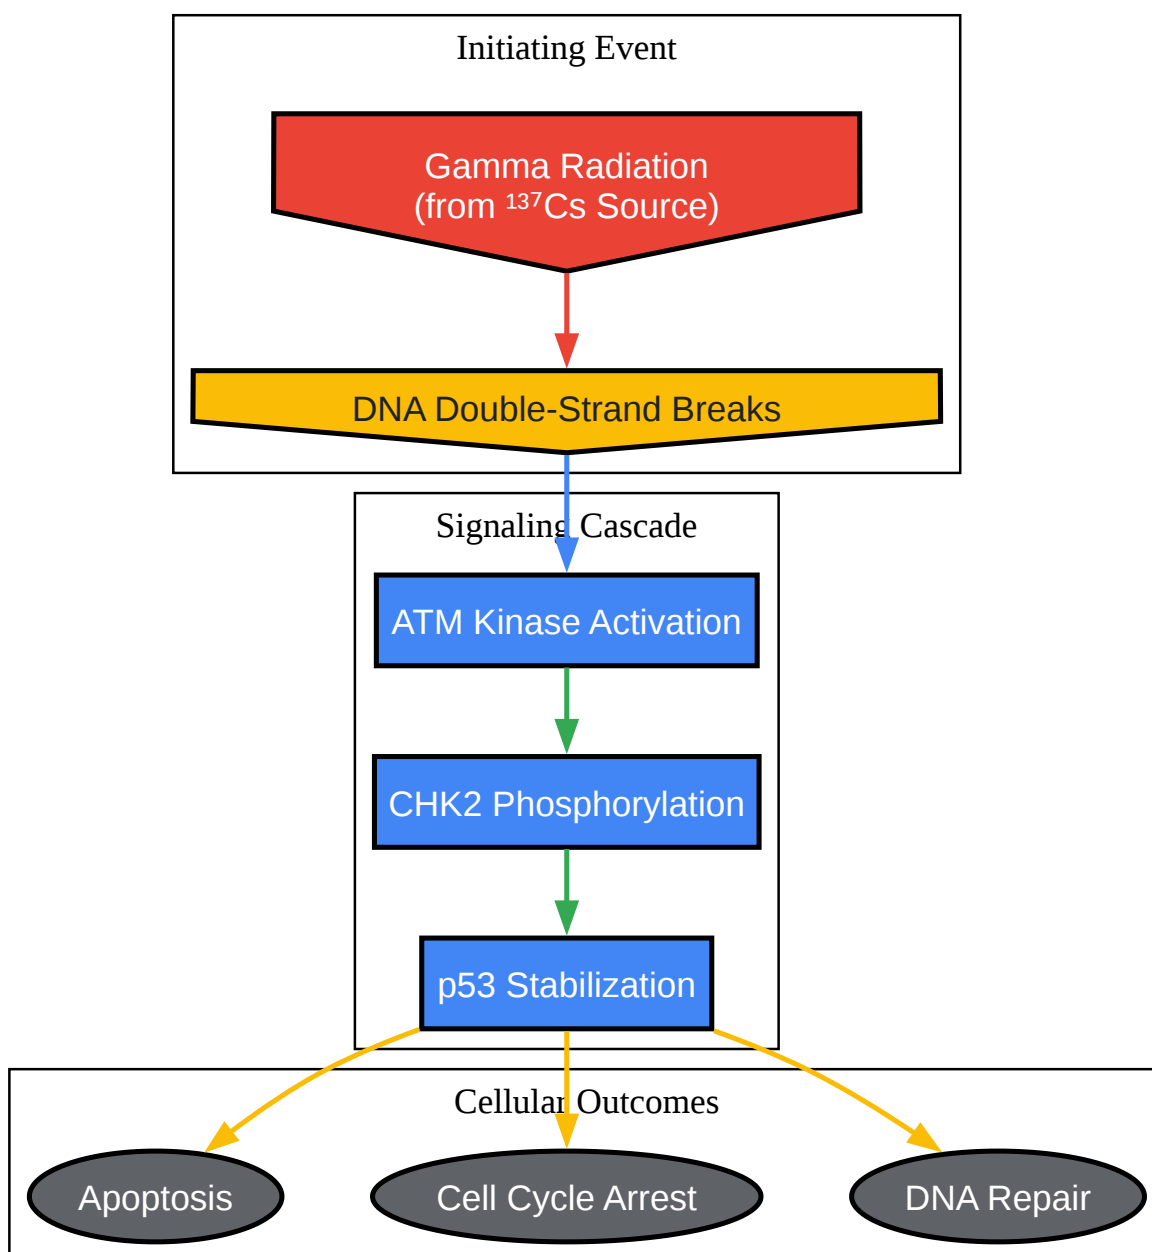 Initiating Event
Gamma Radiation
(from ¹³⁷Cs Source)
DNA Double-Strand Breaks
Signaling Cascade
ATM Kinase Activation
CHK2 Phosphorylation
p53 Stabilization
Cellular Outcomes
Apoptosis
Cell Cycle Arrest
DNA Repair